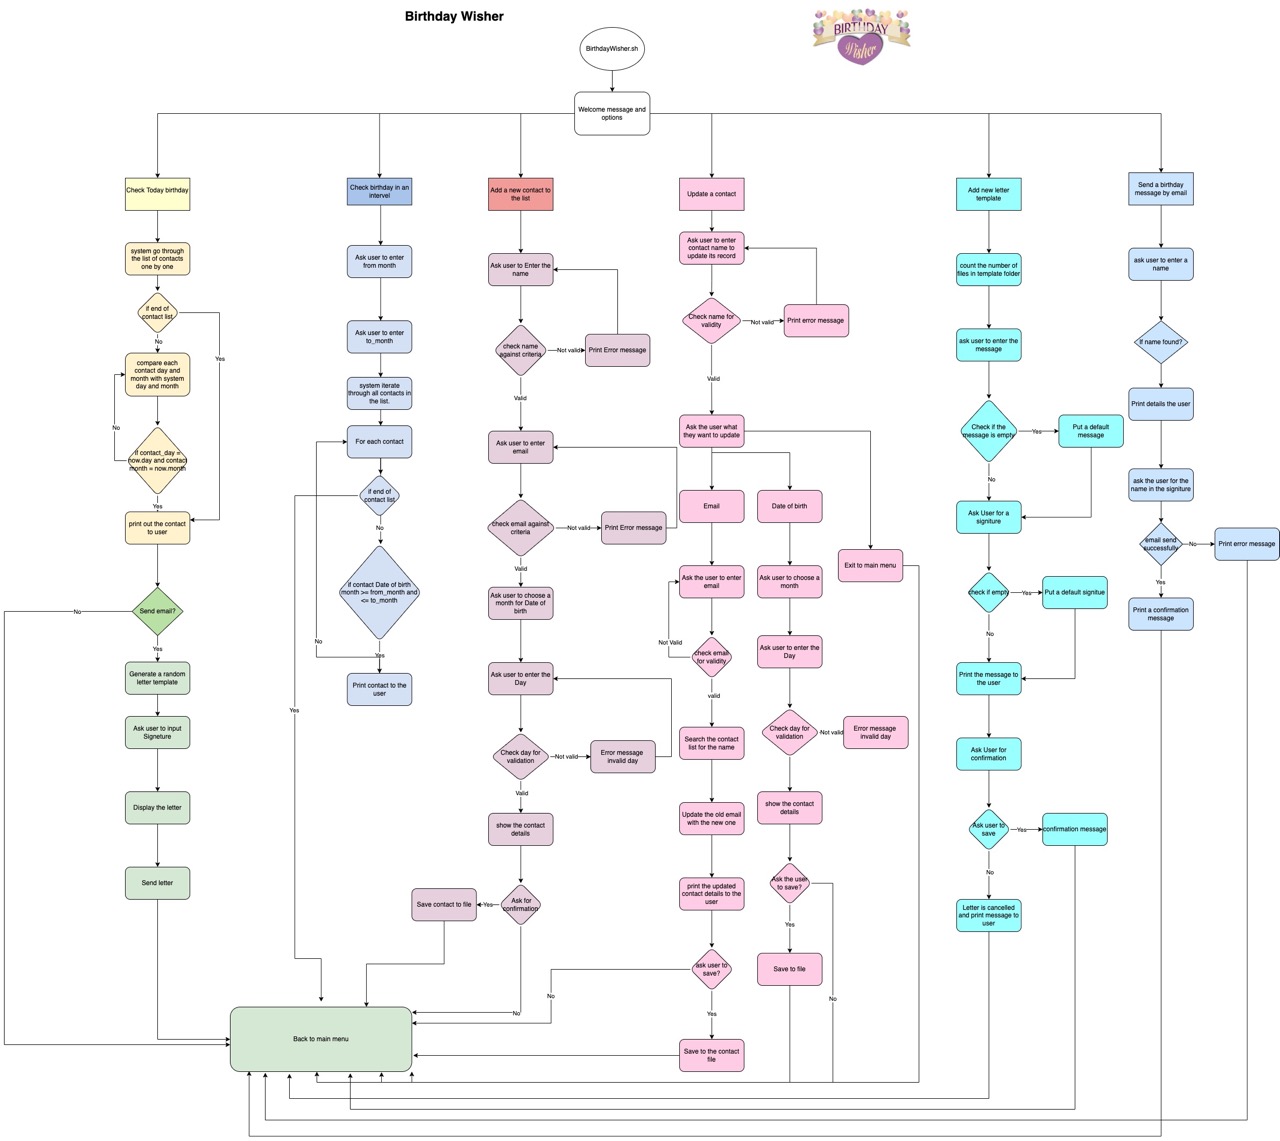 Birthday Wisher
BIRTHDAY
Wisher
BirthdayWisher.sh
Welcome message and
options
Check Today birthday
system go through
the list of contacts
one by one
if end of
contact list
No
Yes
compare each
contact day and
month with system
day and month
No
if contact_day =
now.day and contact
month = now.month
Yes
print out the contact
to user
Send email?
No
Yes
Generate a random
letter template
Ask user to input
Signeture
Display the letter
Send letter
Check birthday in an
intervel
Ask user to enter
from month
Ask user to enter
to_month
system iterate
through all contacts in
the list.
For each contact
if end of
contact list
No
if contact Date of birth
month >= from_month and
<= to_month
No
Yes
Print contact to the
user
Yes
Add a new contact to
the list
Ask user to Enter the
name
check name
against criteria
Not valid
Print Error message
Valid
Ask user to enter
email
check email against
criteria
Not valid
Print Error message
Valid
Ask user to choose a
month for Date of
birth
Ask user to enter the
Day
Check day for
validation
Not valid
Error message
invalid day
Valid
show the contact
details
Ask for
confirmation
Yes
Save contact to file
No
Update a contact
Ask user to enter
contact name to
update its record
Check name for
validity
Not valid
Print error message
Valid
Ask the user what
they want to update
Email
Ask the user to enter
email
Not Valid
check email
for validity
valid
Search the contact
list for the name
Update the old email
with the new one
print the updated
contact details to the
user
ask user to
save?
No
Yes
Save to the contact
file
Date of birth
Ask user to choose a
month
Ask user to enter the
Day
Check day for
validation
Not valid
Error message
invalid day
show the contact
details
Ask the user
to save?
Yes
No
Save to file
Exit to main menu
Add new letter
template
count the number of
files in template folder
ask user to enter the
message
Check if the
message is empty
Yes
Put a default
message
No
Ask User for a
signiture
check if empty
Yes
Put a default signitue
No
Print the message to
the user
Ask User for
confirmation
Ask user to
save
Yes
confirmation message
No
Letter is cancelled
and print message to
user
Send a birthday
message by email
ask user to enter a
name
if name found?
Print details the user
ask the user for the
name in the signiture
email send
successfully
No
Print error message
Yes
Print a confirmation
message
Back to main menu